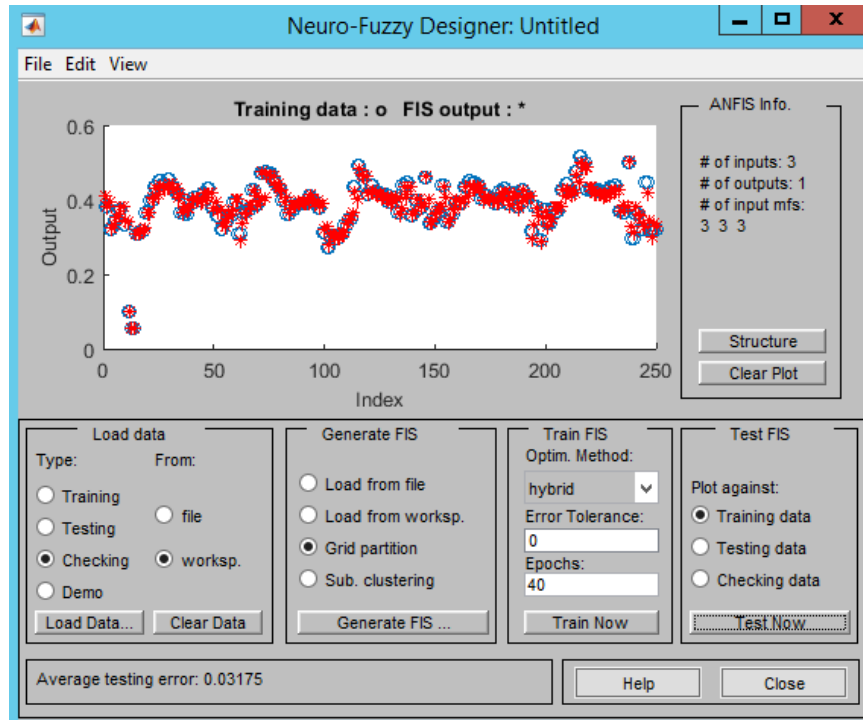 Neuro-Fuzzy Designer: Untitled
File Edit View
Training data : o FIS output : *
0.6
0.4
0.2
0
Output
0 50 100 150 200 250
Index
ANFIS Info.
# of inputs: 3
# of outputs: 1
# of input mfs:
3 3 3
Structure
Clear Plot
Load data
Type: From:
Training
Testing
Checking
Demo
file
worksp.
Load Data... Clear Data
Generate FIS
Load from file
Load from worksp.
Grid partition
Sub. clustering
Generate FIS ...
Train FIS
Optim. Method:
hybrid
Error Tolerance:
0
Epochs:
40
Train Now
Test FIS
Plot against:
Training data
Testing data
Checking data
Test Now
Average testing error: 0.03175
Help Close